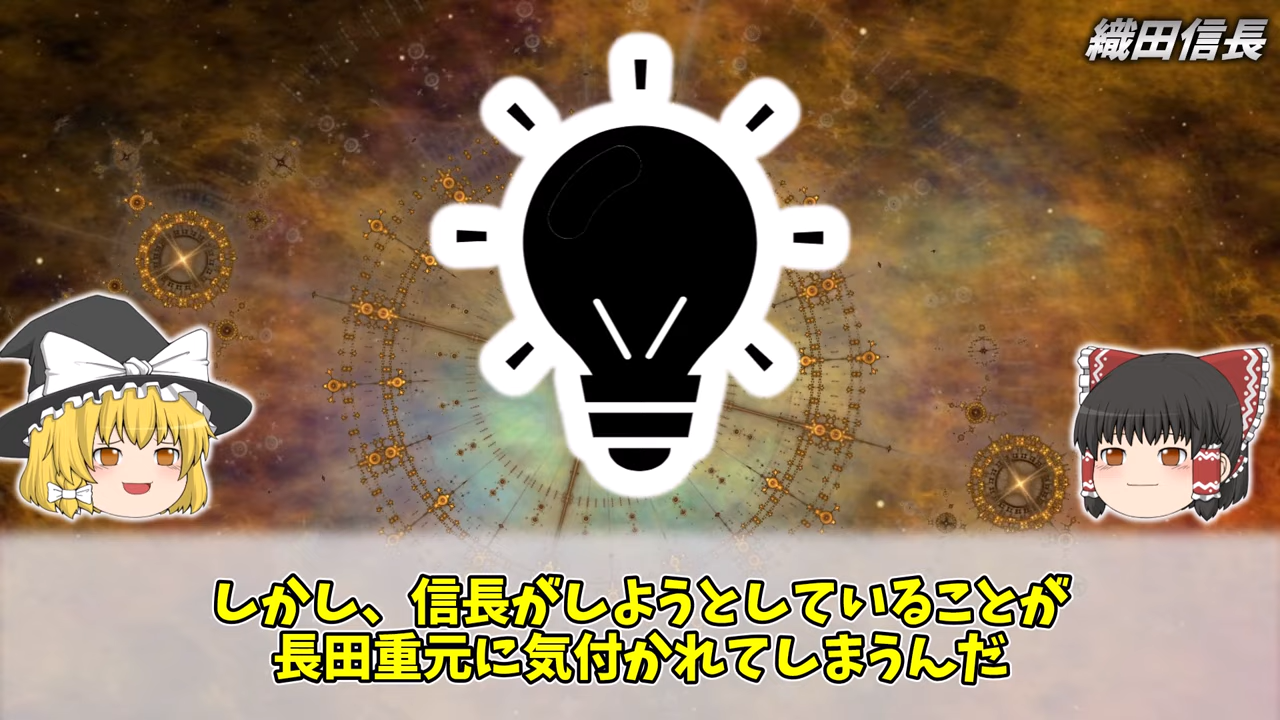 織田信長
しかし、信長がしようとしていることが
長田重元に気付かれてしまうんだ